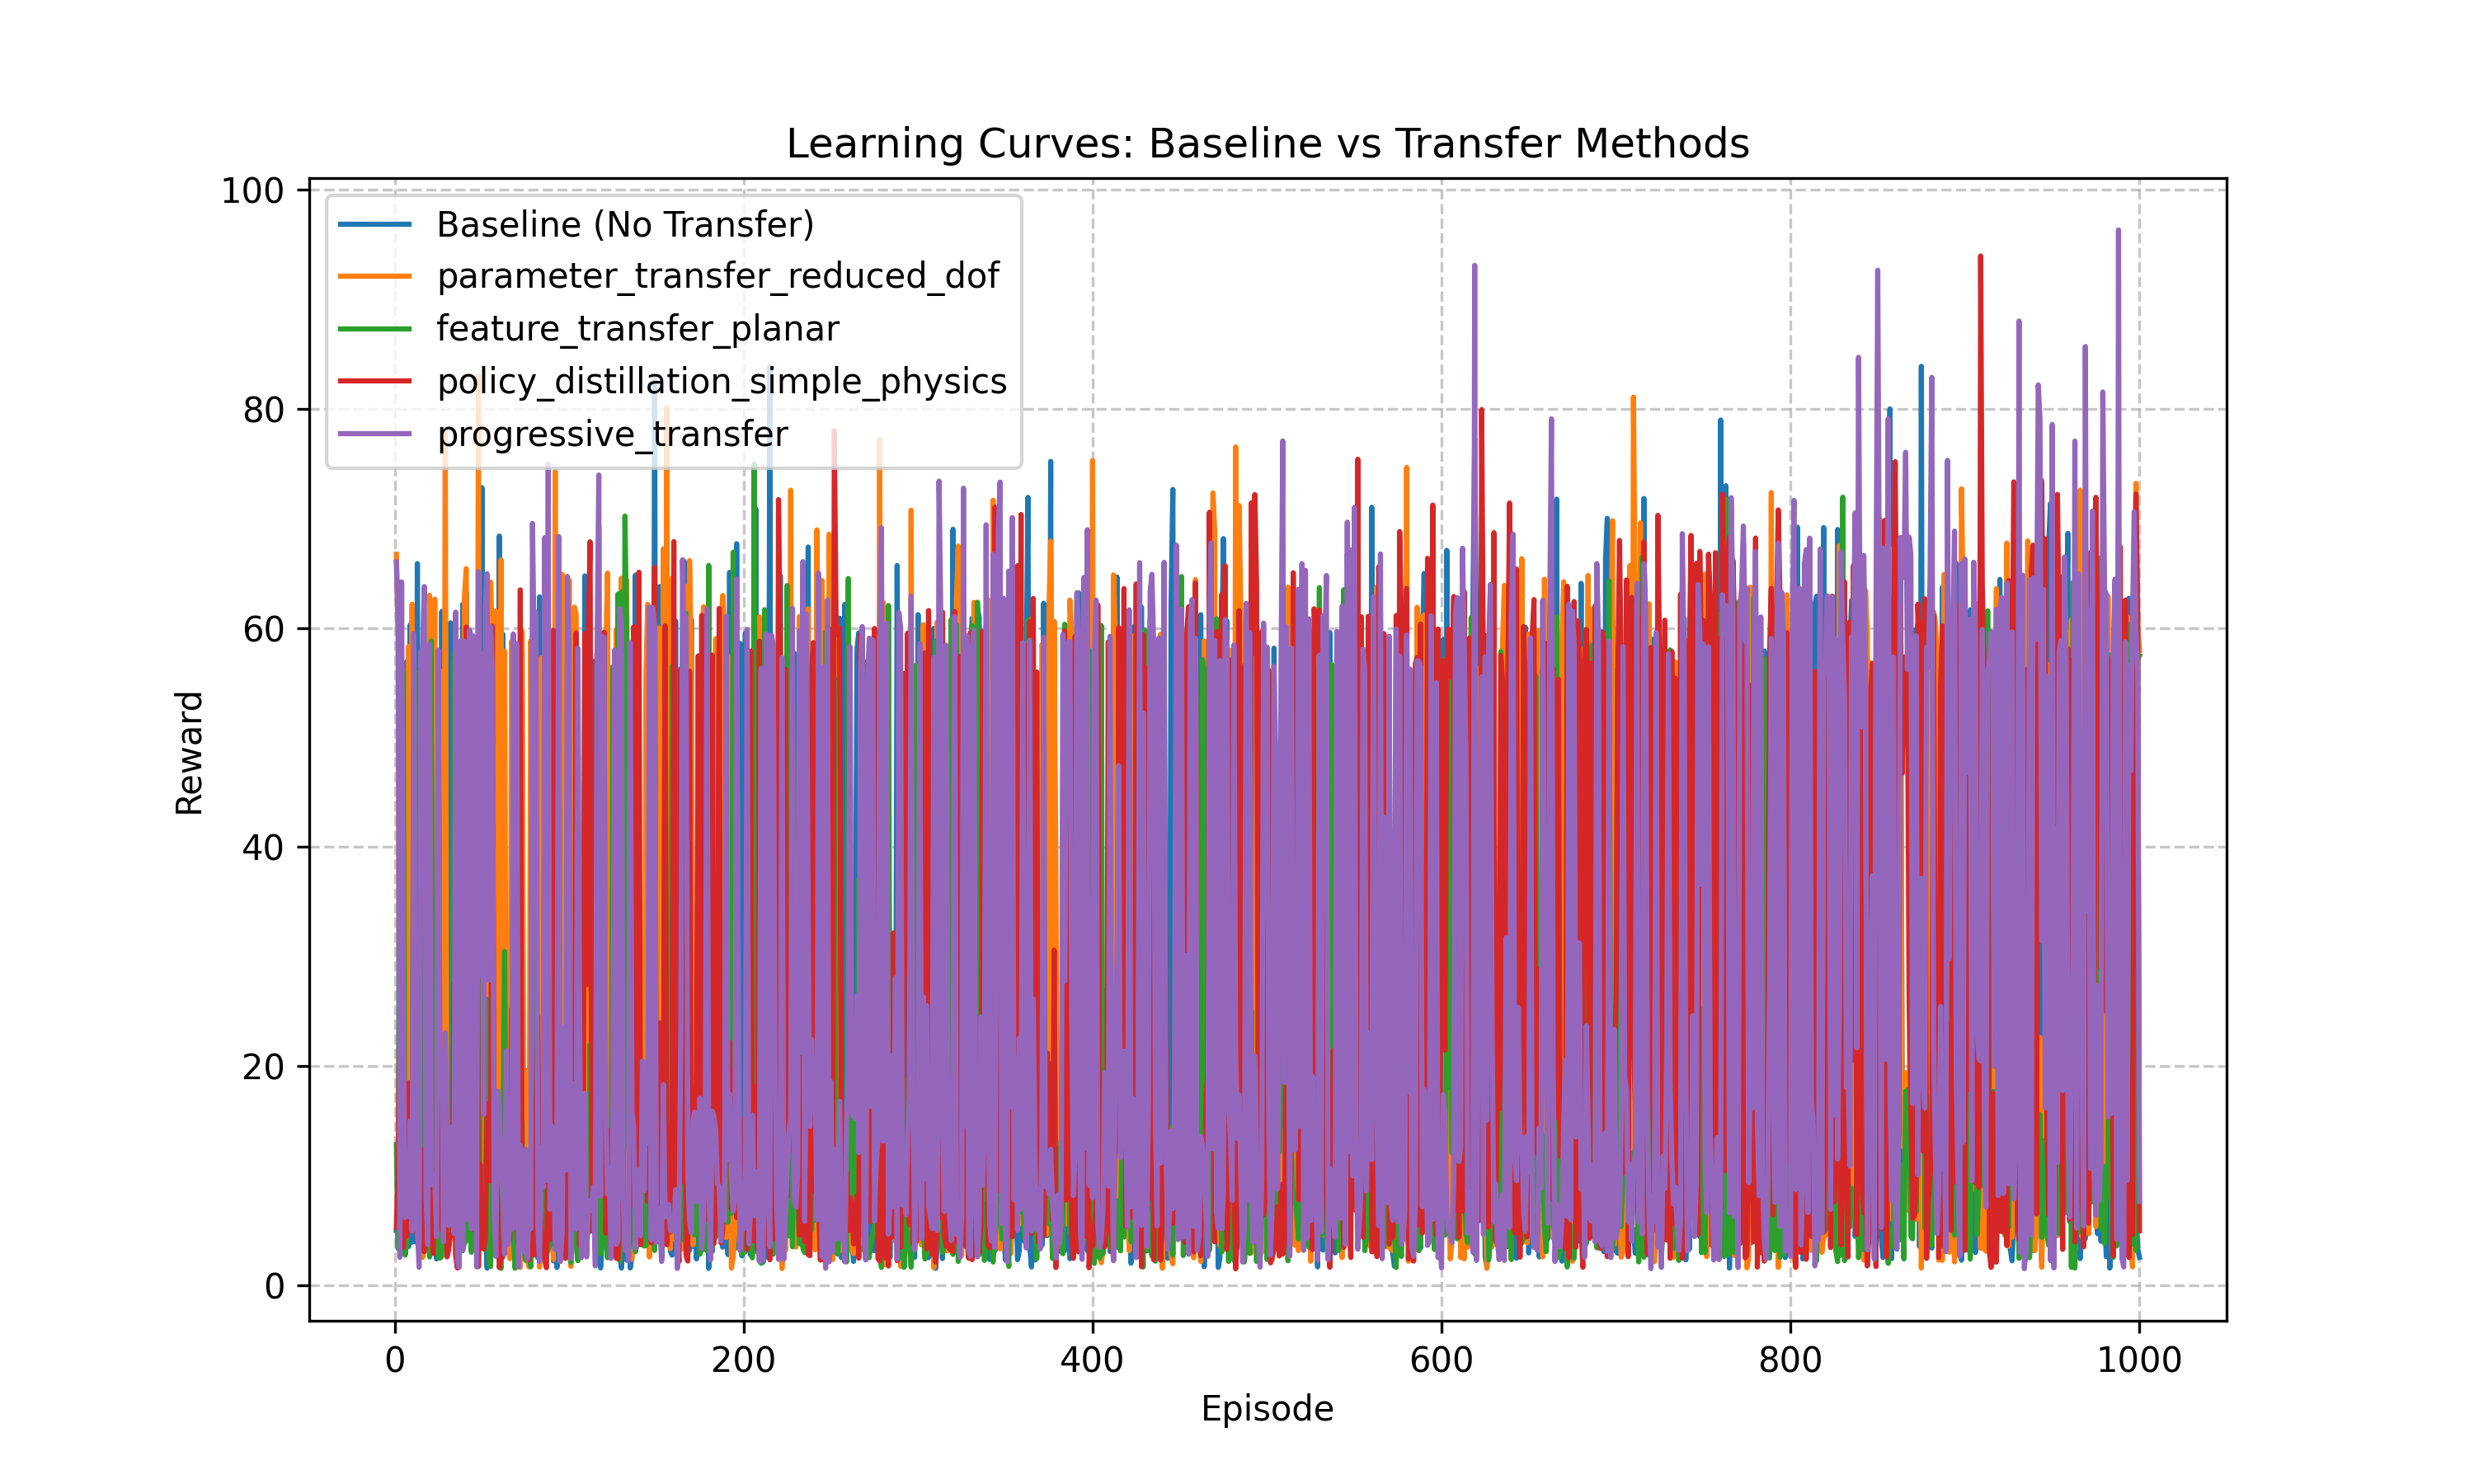 Learning Curves: Baseline vs Transfer Methods
100
80
60
40
20
0
Reward
Baseline (No Transfer)
parameter_transfer_reduced_dof
feature_transfer_planar
policy_distillation_simple_physics
progressive_transfer
0
200
400
600
800
1000
Episode